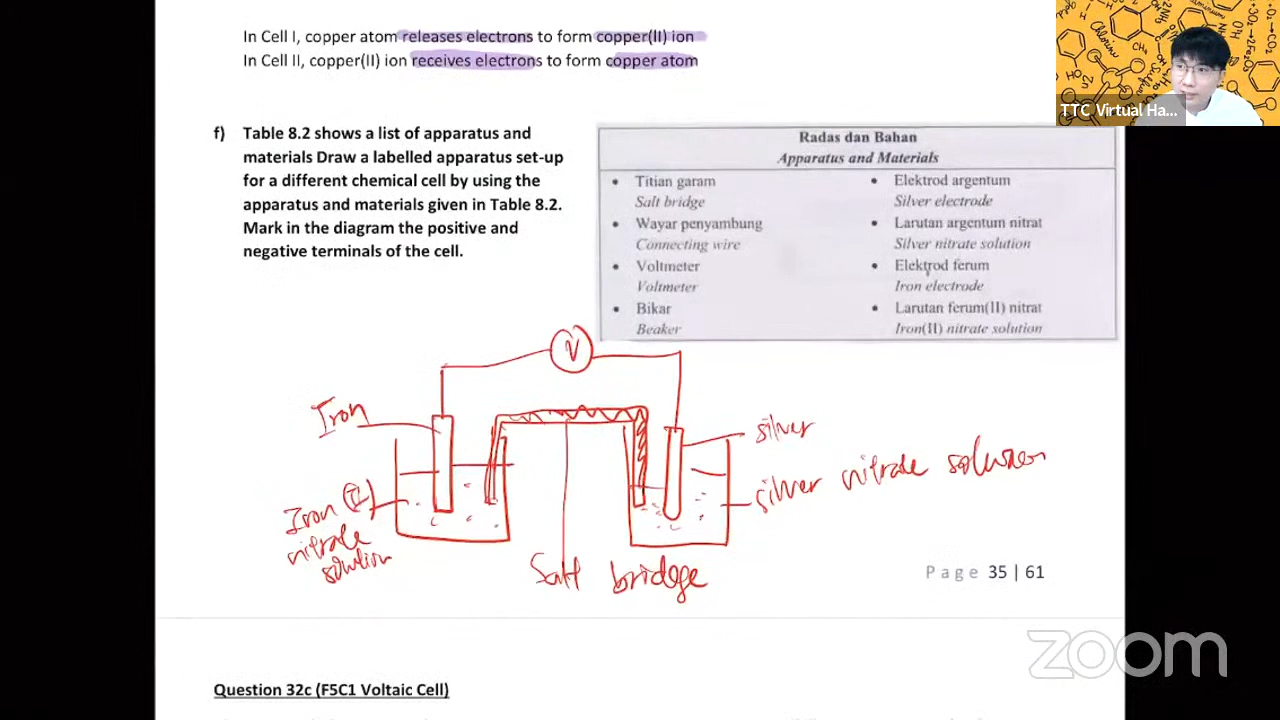 In Cell I, copper atom releases electrons to form copper(II) ion
In Cell II, copper(II) ion receives electrons to form copper atom
TTC Virtual Ha...
f) Table 8.2 shows a list of apparatus and
materials Draw a labelled apparatus set-up
for a different chemical cell by using the
apparatus and materials given in Table 8.2.
Mark in the diagram the positive and
negative terminals of the cell.
Radas dan Bahan
Apparatus and Materials
• Titian garam
Salt bridge
• Wayar penyambung
Connecting wire
• Voltmeter
Voltmeter
• Bikar
Beaker
• Elektrod argentum
Silver electrode
• Larutan argentum nitrat
Silver nitrate solution
• Elektrod ferum
Iron electrode
• Larutan ferum(II) nitrat
Iron(II) nitrate solution
V
Iron
silver
Iron (II)
nitrate
solution
silver nitrate solution
Salt bridge
Page 35 | 61
zoom
Question 32c (F5C1 Voltaic Cell)